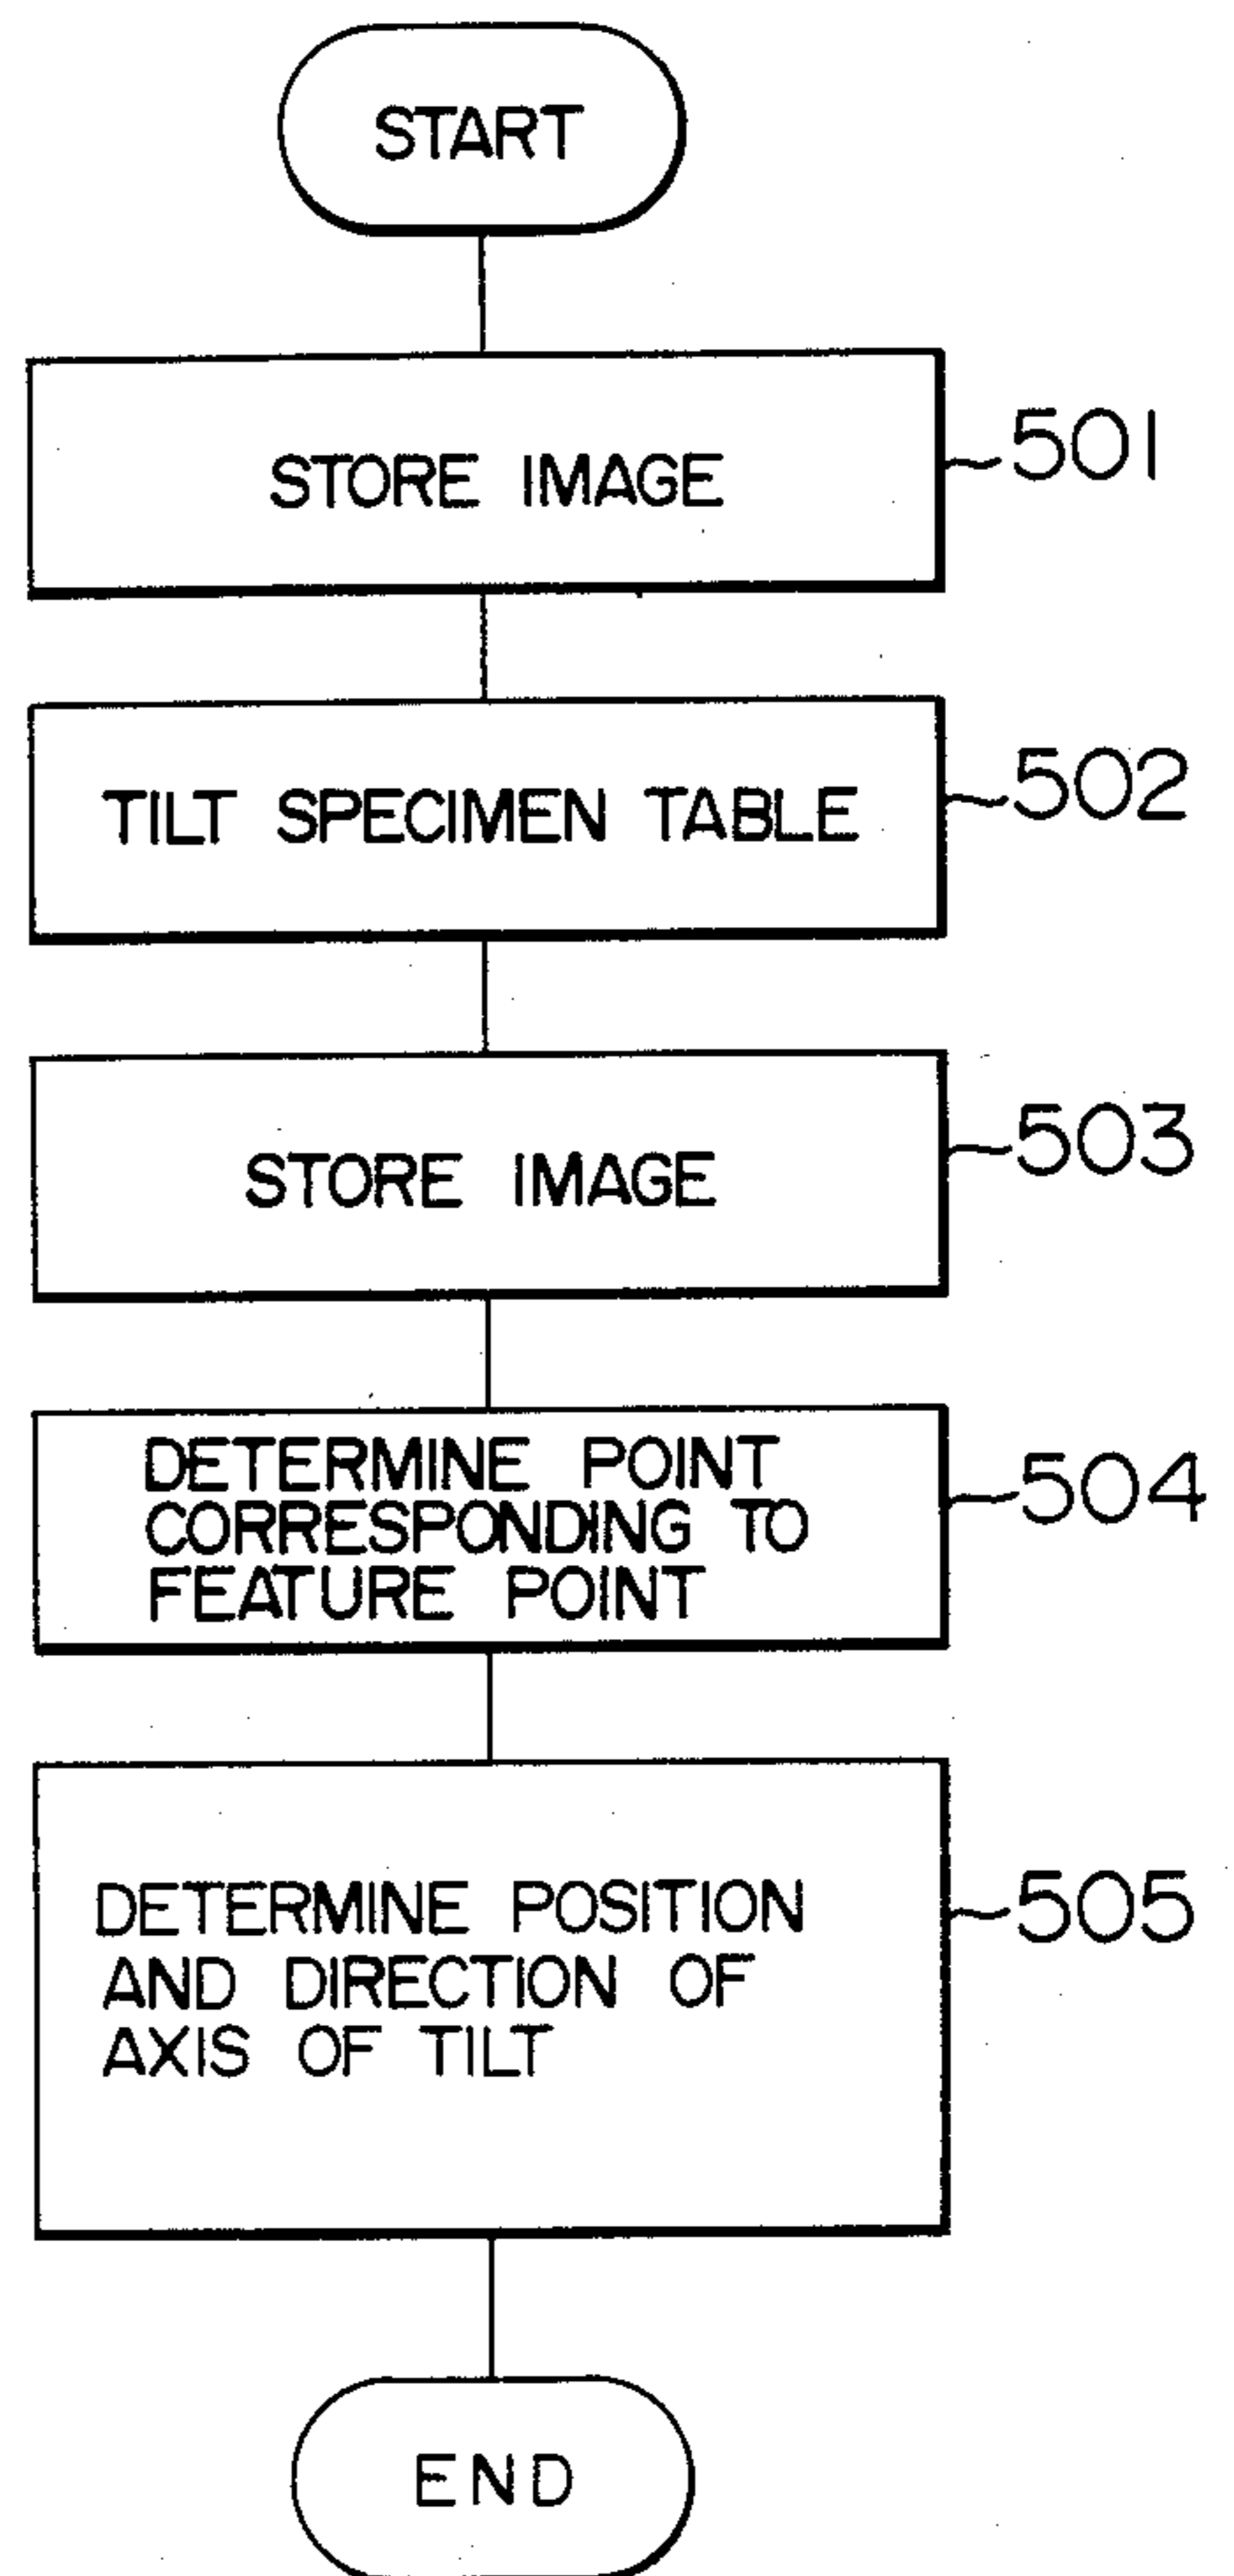 START
STORE IMAGE
501
TILT SPECIMEN TABLE
502
STORE IMAGE
503
DETERMINE POINT
CORRESPONDING TO
FEATURE POINT
504
DETERMINE POSITION
AND DIRECTION OF
AXIS OF TILT
505
END